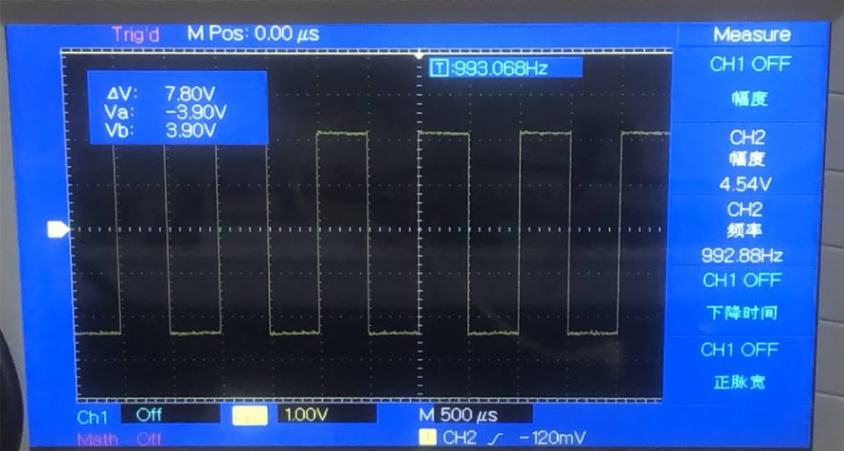 Trig'd M Pos: 0.00 μs
Measure
T:993.068Hz
ΔV: 7.80V
Va: -3.90V
Vb: 3.90V
CH1 OFF
幅度
CH2
幅度
4.54V
CH2
频率
992.88Hz
CH1 OFF
下降时间
CH1 OFF
正脉宽
Ch1 Off 1.00V M 500 μs
Math Off CH2 -120mV